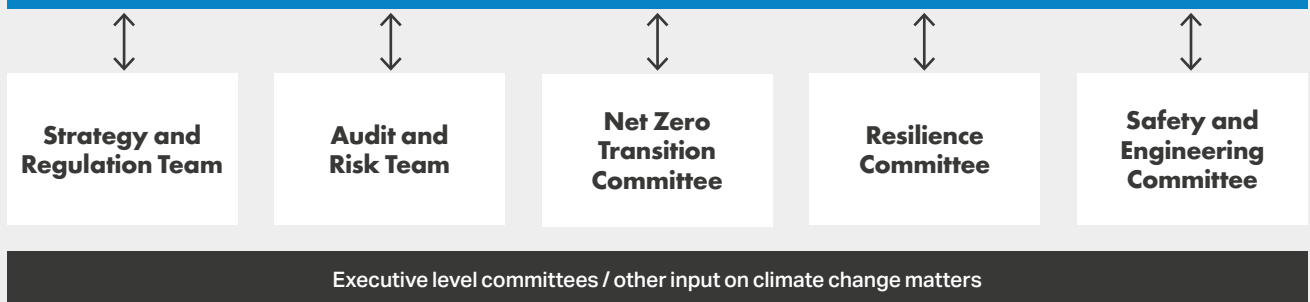 Strategy and
Regulation Team
Audit and
Risk Team
Net Zero
Transition
Committee
Resilience
Committee
Safety and
Engineering
Committee
Executive level committees / other input on climate change matters